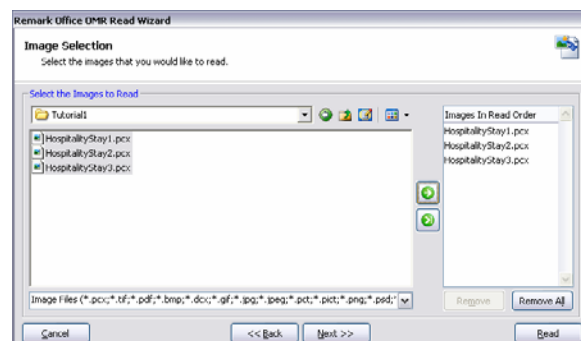 Remark Office OMR Read Wizard
Image Selection
Select the images that you would like to read.
Select the Images to Read
Tutorial1
HospitalityStay1.pcx
HospitalityStay2.pcx
HospitalityStay3.pcx
Images In Read Order
HospitalityStay1.pcx
HospitalityStay2.pcx
HospitalityStay3.pcx
Image Files (*.pcx;*.tif;*.pdf;*.bmp;*.dcx;*.gif;*.jpg;*.jpeg;*.pct;*.pict;*.png;*.psd;*
Remove
Remove All
Cancel
<< Back
Next >>
Read